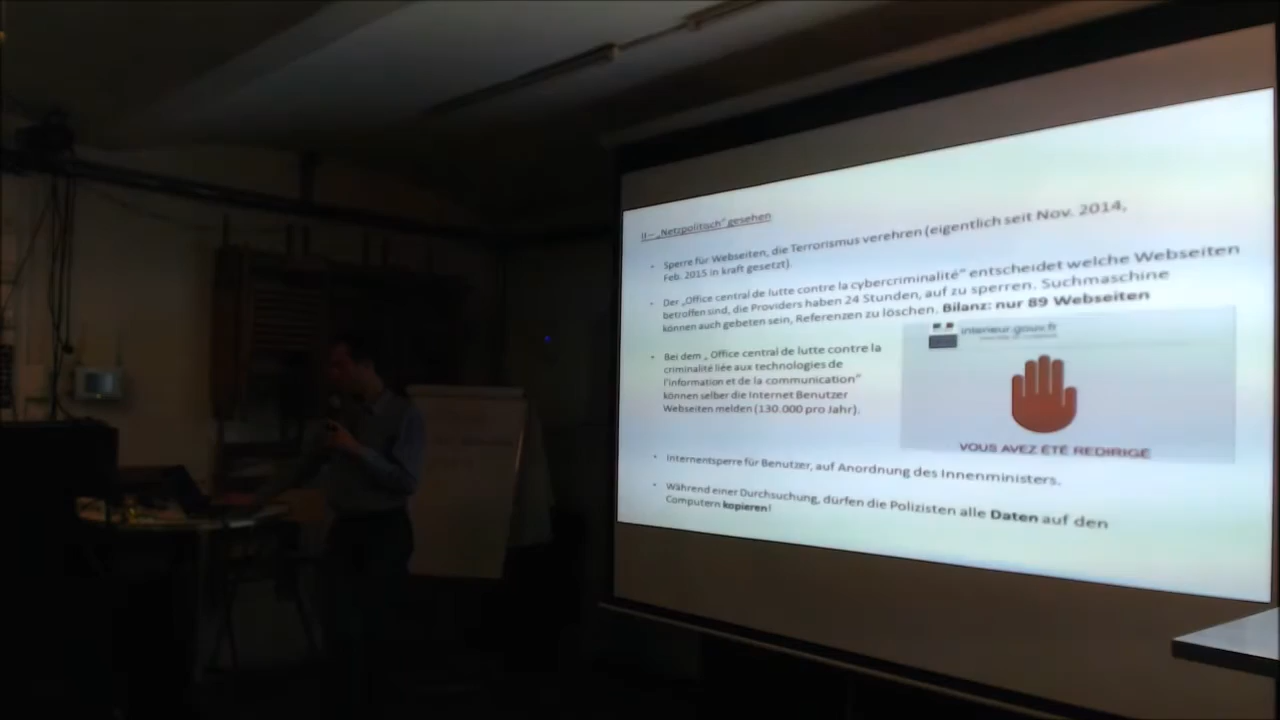 II – „Netzpolitisch“ gesehen
• Sperre für Webseiten, die Terrorismus verehren (eigentlich seit Nov. 2014,
Feb. 2015 in kraft gesetzt).
• Der „Office central de lutte contre la cybercriminalité“ entscheidet welche Webseiten
betroffen sind, die Providers haben 24 Stunden, auf zu sperren. Suchmaschine
können auch gebeten sein, Referenzen zu löschen. Bilanz: nur 89 Webseiten
• Bei dem „ Office central de lutte contre la
criminalité liée aux technologies de
l'information et de la communication“
können selber die Internet Benutzer
Webseiten melden (130.000 pro Jahr).
interieur.gouv.fr
VOUS AVEZ ÉTÉ REDIRIGÉ
• Internentsperre für Benutzer, auf Anordnung des Innenministers.
• Während einer Durchsuchung, dürfen die Polizisten alle Daten auf den
Computern kopieren!